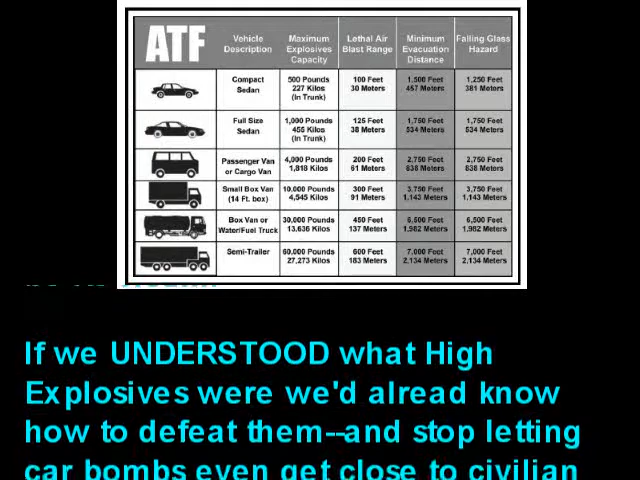 ATF
Vehicle Description
Maximum Explosives Capacity
Lethal Air Blast Range
Minimum Evacuation Distance
Falling Glass Hazard
Compact Sedan
500 Pounds 227 Kilos (In Trunk)
100 Feet 30 Meters
1,500 Feet 457 Meters
1,250 Feet 381 Meters
Full Size Sedan
1,000 Pounds 455 Kilos (In Trunk)
125 Feet 38 Meters
1,750 Feet 534 Meters
1,750 Feet 534 Meters
Passenger Van or Cargo Van
4,000 Pounds 1,818 Kilos
200 Feet 61 Meters
2,750 Feet 838 Meters
2,750 Feet 838 Meters
Small Box Van (14 Ft. box)
10,000 Pounds 4,545 Kilos
300 Feet 91 Meters
3,750 Feet 1,143 Meters
3,750 Feet 1,143 Meters
Box Van or Water/Fuel Truck
30,000 Pounds 13,636 Kilos
450 Feet 137 Meters
6,500 Feet 1,982 Meters
6,500 Feet 1,982 Meters
Semi-Trailer
60,000 Pounds 27,273 Kilos
600 Feet 183 Meters
7,000 Feet 2,134 Meters
7,000 Feet 2,134 Meters
If we UNDERSTOOD what High
Explosives were we'd alread know
how to defeat them--and stop letting
car bombs even get close to civilian